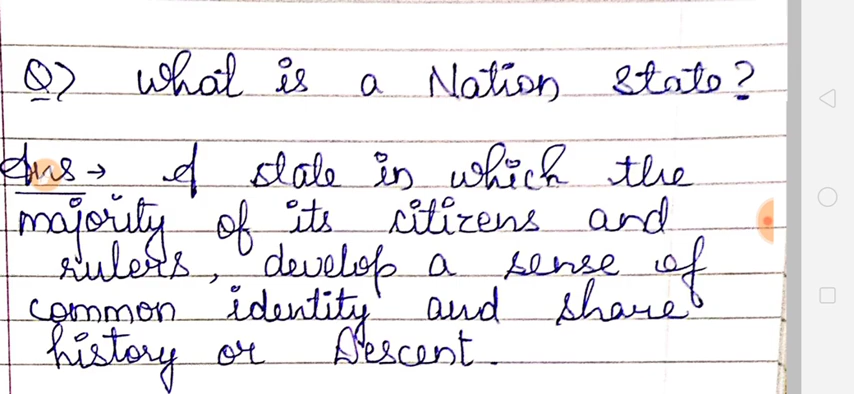 Q> What is a Nation State?
Ans → A state in which the
majority of its citizens and
rulers, develop a sense of
common identity and share
history or Descent.